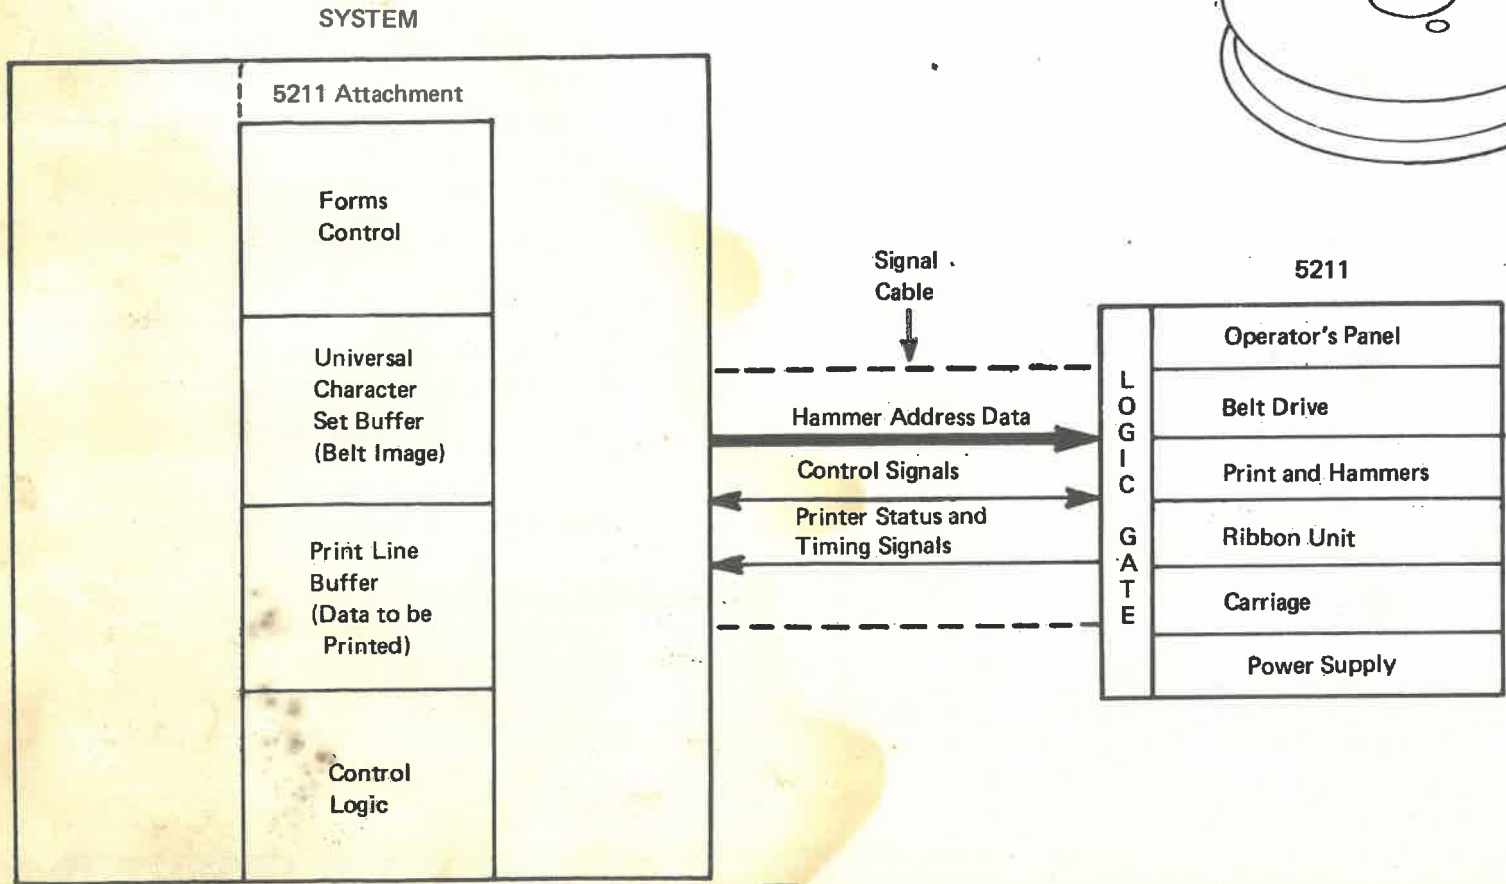 SYSTEM
5211 Attachment
Forms
Control
Universal
Character
Set Buffer
(Belt Image)
Print Line
Buffer
(Data to be
Printed)
Control
Logic
Signal
Cable
Hammer Address Data
Control Signals
Printer Status and
Timing Signals
5211
LOGIC GATE
Operator's Panel
Belt Drive
Print and Hammers
Ribbon Unit
Carriage
Power Supply